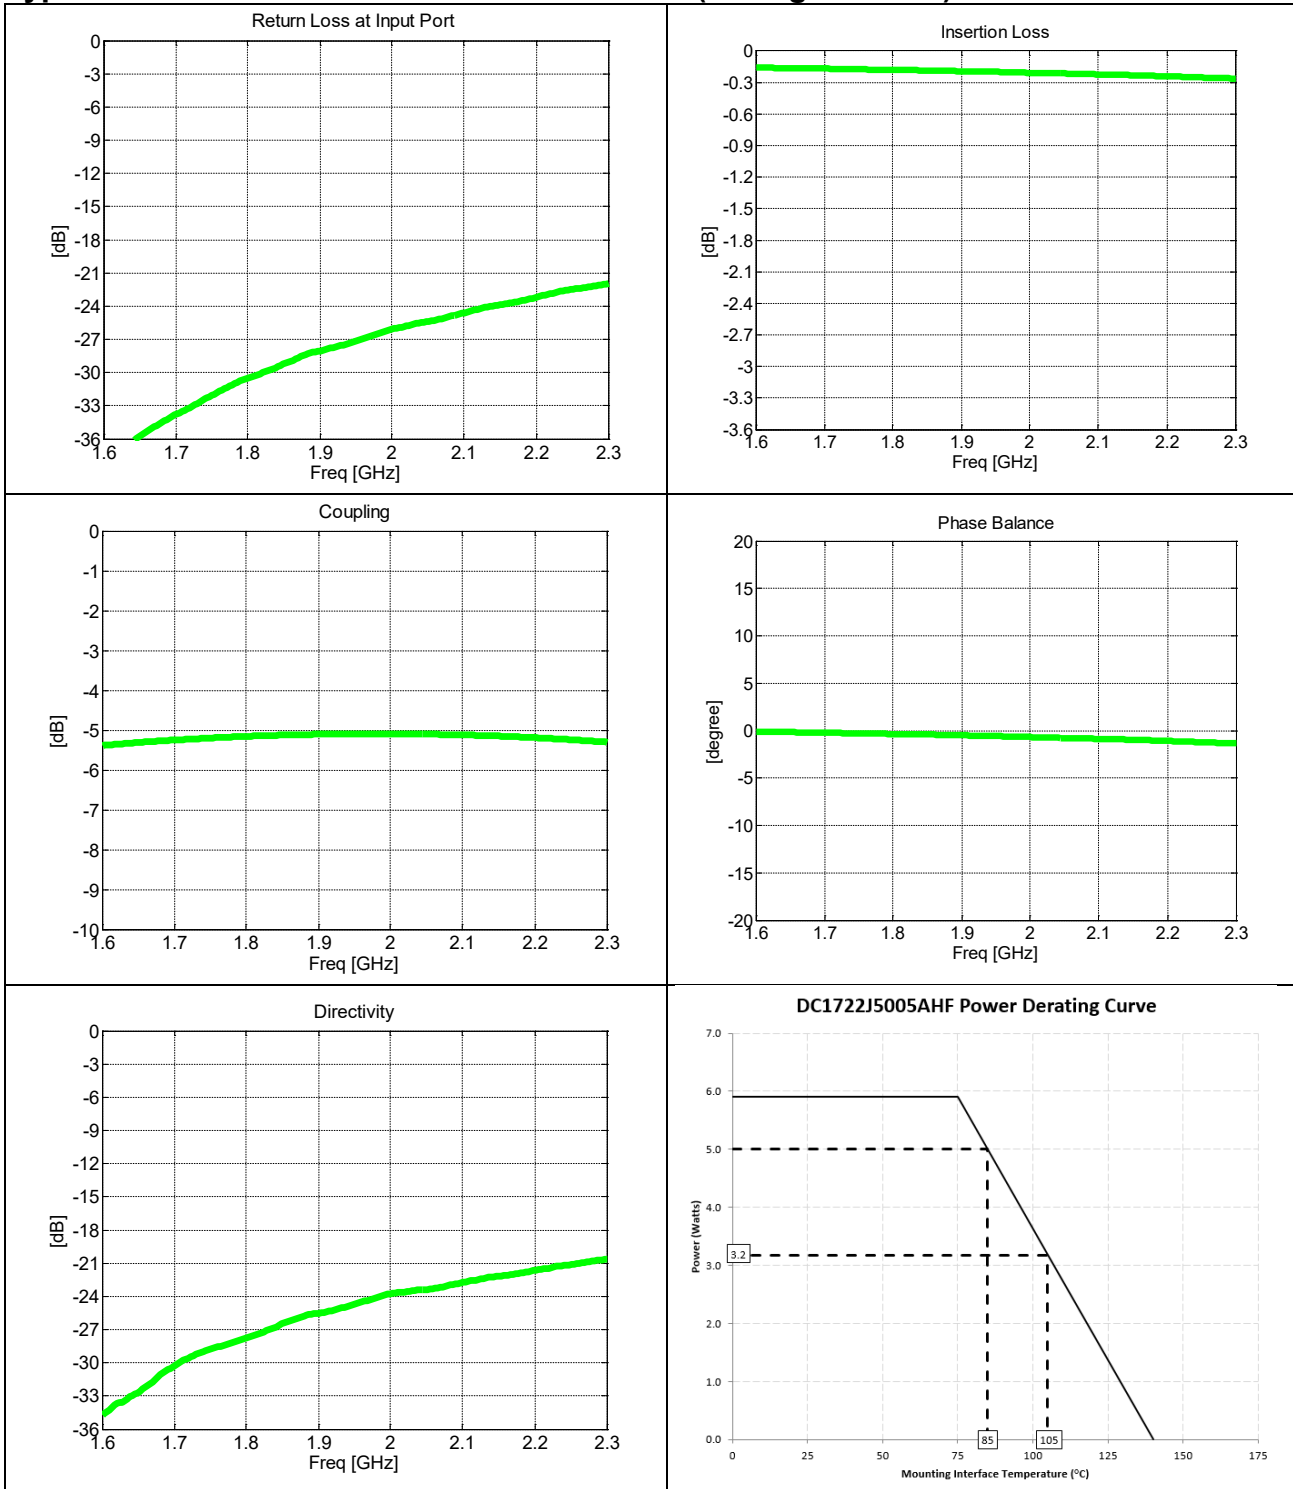 Return Loss at Input Port
0
-3
-6
-9
-12
-15
-18
-21
-24
-27
-30
-33
-36
[dB]
1.6 1.7 1.8 1.9 2 2.1 2.2 2.3
Freq [GHz]
Insertion Loss
0
-0.3
-0.6
-0.9
-1.2
-1.5
-1.8
-2.1
-2.4
-2.7
-3
-3.3
-3.6
[dB]
1.6 1.7 1.8 1.9 2 2.1 2.2 2.3
Freq [GHz]
Coupling
0
-1
-2
-3
-4
-5
-6
-7
-8
-9
-10
[dB]
1.6 1.7 1.8 1.9 2 2.1 2.2 2.3
Freq [GHz]
Phase Balance
20
15
10
5
0
-5
-10
-15
-20
[degree]
1.6 1.7 1.8 1.9 2 2.1 2.2 2.3
Freq [GHz]
Directivity
0
-3
-6
-9
-12
-15
-18
-21
-24
-27
-30
-33
-36
[dB]
1.6 1.7 1.8 1.9 2 2.1 2.2 2.3
Freq [GHz]
DC1722J5005AHF Power Derating Curve
7.0
6.0
5.0
4.0
3.2
3.0
2.0
1.0
0.0
Power (Watts)
85 105
0 25 50 75 100 125 150 175
Mounting Interface Temperature (°C)